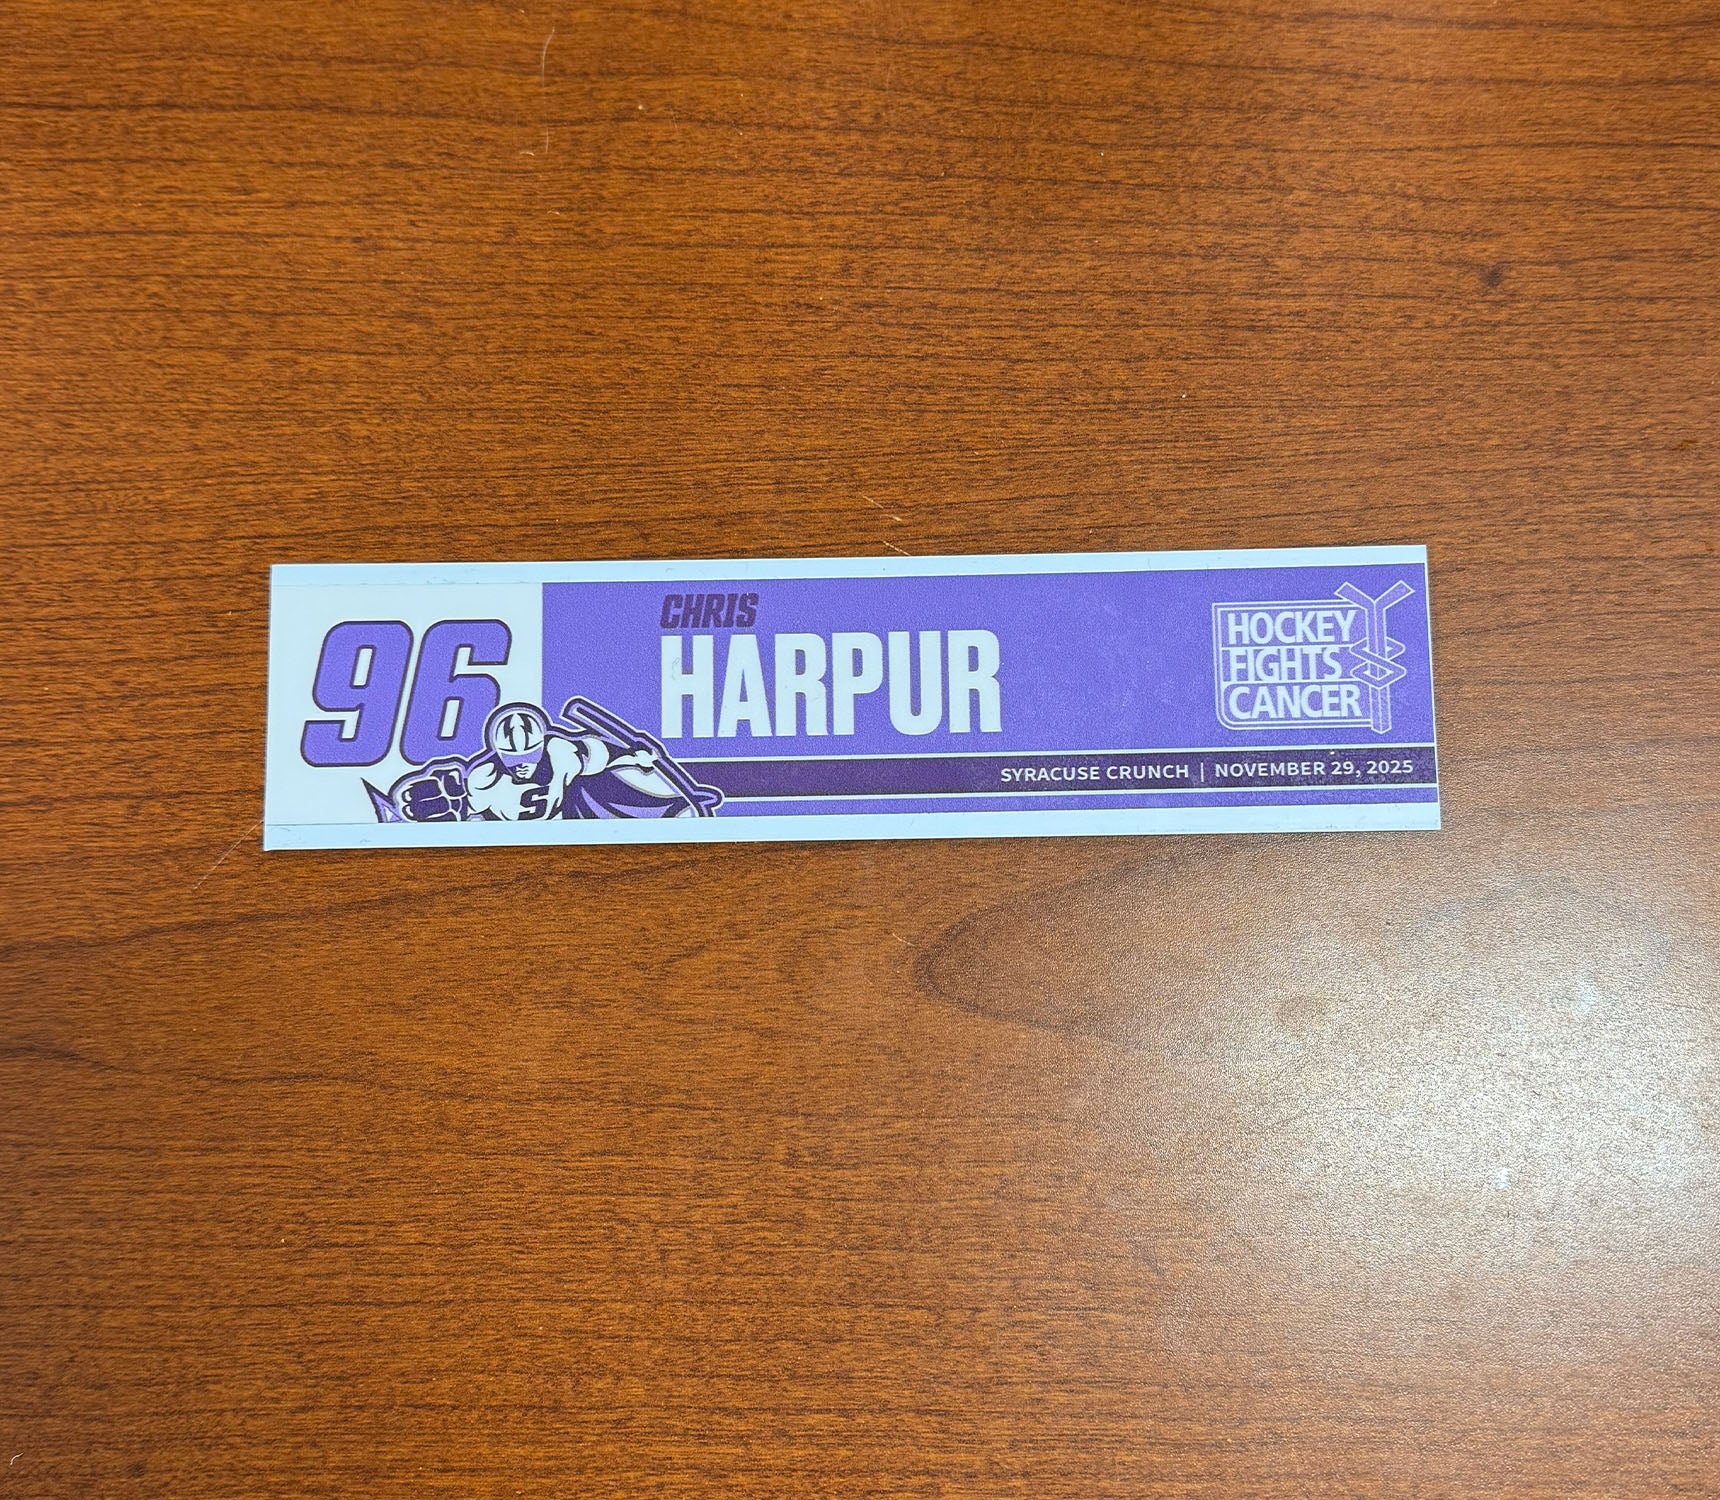 96
CHRIS
HARPUR
HOCKEY
FIGHTS
CANCER
S
SYRACUSE CRUNCH | NOVEMBER 29, 2025